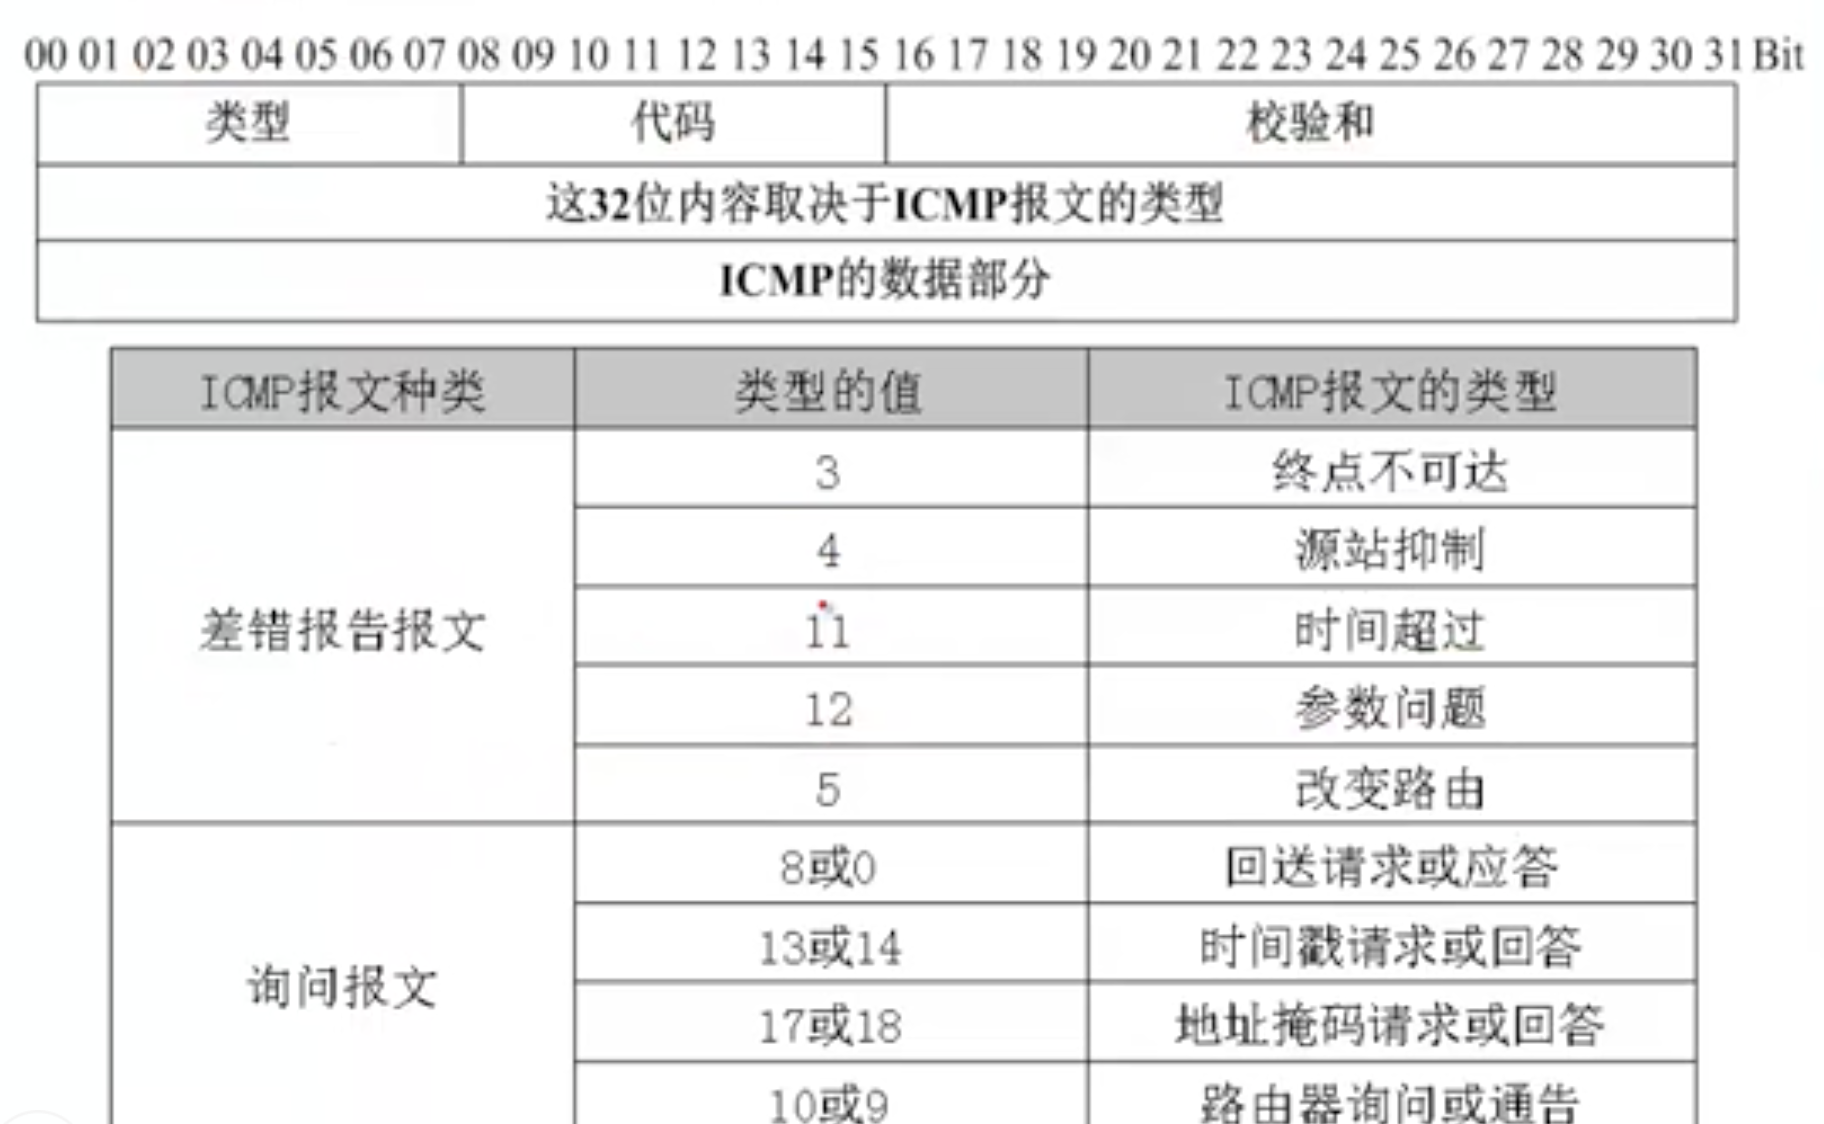 00 01 02 03 04 05 06 07 08 09 10 11 12 13 14 15 16 17 18 19 20 21 22 23 24 25 26 27 28 29 30 31 Bit
类型 代码 校验和
这32位内容取决于ICMP报文的类型
ICMP的数据部分
ICMP报文种类 类型的值 ICMP报文的类型
3 终点不可达
4 源站抑制
差错报告报文 11 时间超过
12 参数问题
5 改变路由
8或0 回送请求或应答
13或14 时间戳请求或回答
询问报文
17或18 地址掩码请求或回答
10或9 路由器询问或通告